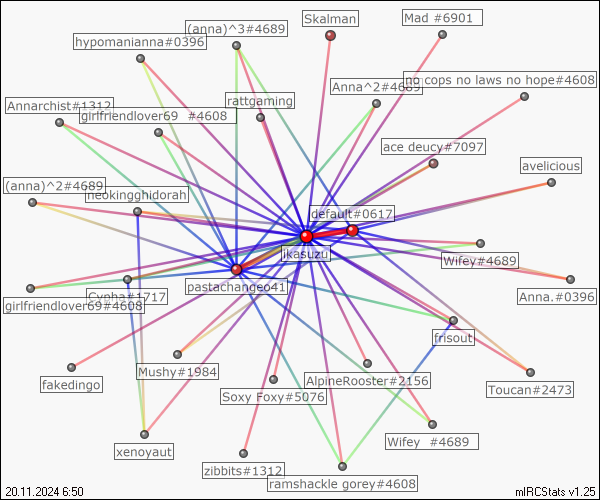 Skalman
Mad #6901
(anna)^3#4689
hypomanianna#0396
no cops no laws no hope#4608
Anna^2#4689
rattgaming
Annarchist#1312
girlfriendlover69 #4608
ace deucy#7097
avelicious
(anna)^2#4689
neokingghidorah
default#0617
ikasuzu
Wifey#4689
pastachangeo41
Cypha#1717
Anna.#0396
girlfriendlover69#4608
frisout
Mushy#1984
AlpineRooster#2156
fakedingo
Soxy Foxy#5076
Toucan#2473
xenoyaut
Wifey #4689
zibbits#1312
ramshackle gorey#4608
20.11.2024 6:50
mIRCStats v1.25